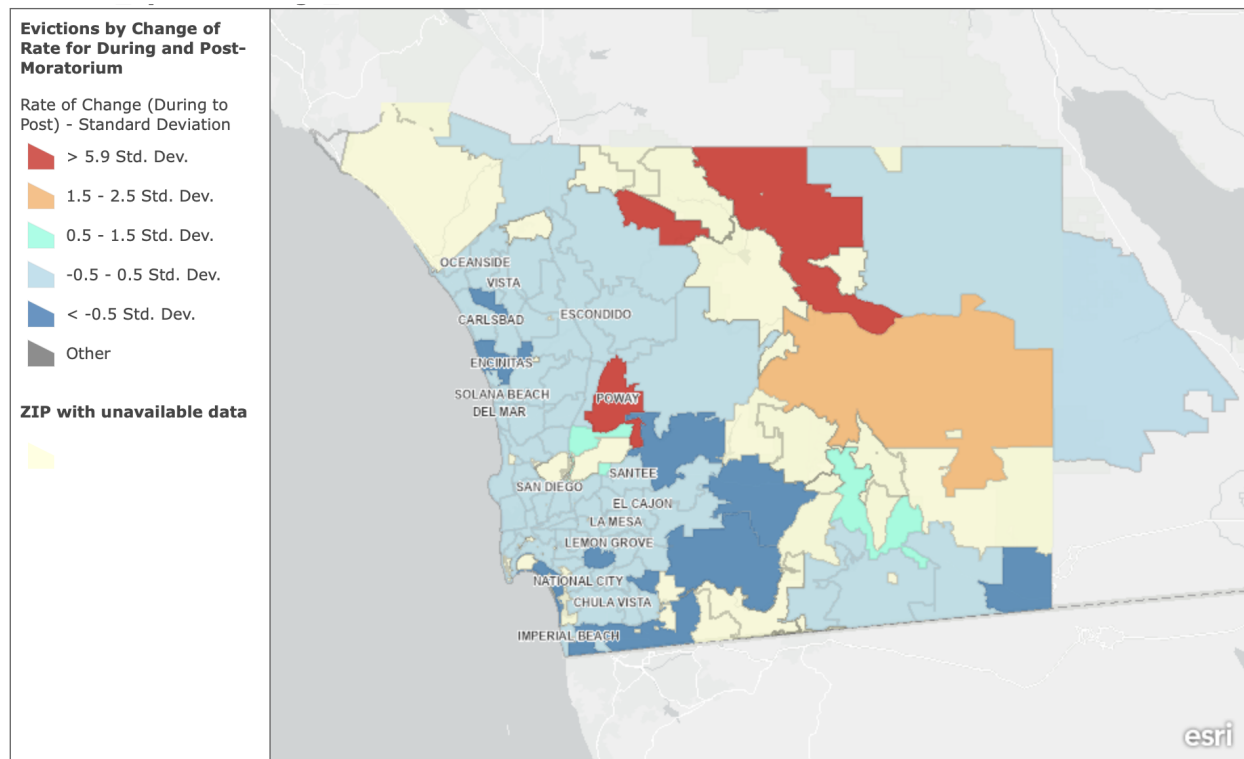 Evictions by Change of
Rate for During and Post-
Moratorium
Rate of Change (During to
Post) - Standard Deviation
> 5.9 Std. Dev.
1.5 - 2.5 Std. Dev.
0.5 - 1.5 Std. Dev.
-0.5 - 0.5 Std. Dev.
< -0.5 Std. Dev.
Other
ZIP with unavailable data
OCEANSIDE
VISTA
CARLSBAD
ESCONDIDO
ENCINITAS
SOLANA BEACH
DEL MAR
POWAY
SANTEE
SAN DIEGO
EL CAJON
LA MESA
LEMON GROVE
NATIONAL CITY
CHULA VISTA
IMPERIAL BEACH
esri